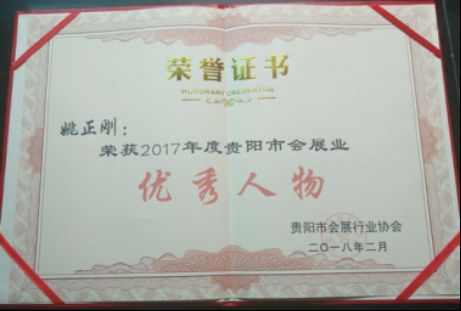 荣誉证书
HONORARY CREDENTIAL
姚正刚：
荣获2017年度贵阳市会展业
优秀人物
贵阳市会展行业协会
二〇一八年二月